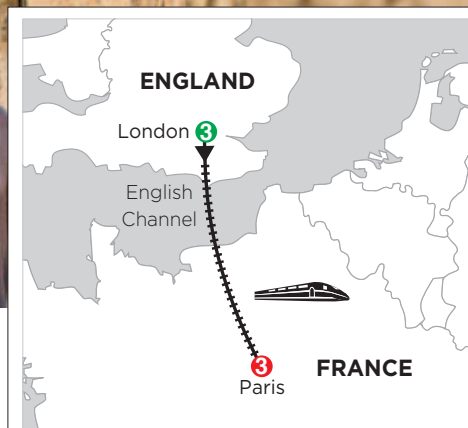 ENGLAND
London 3
English
Channel
3
Paris
FRANCE